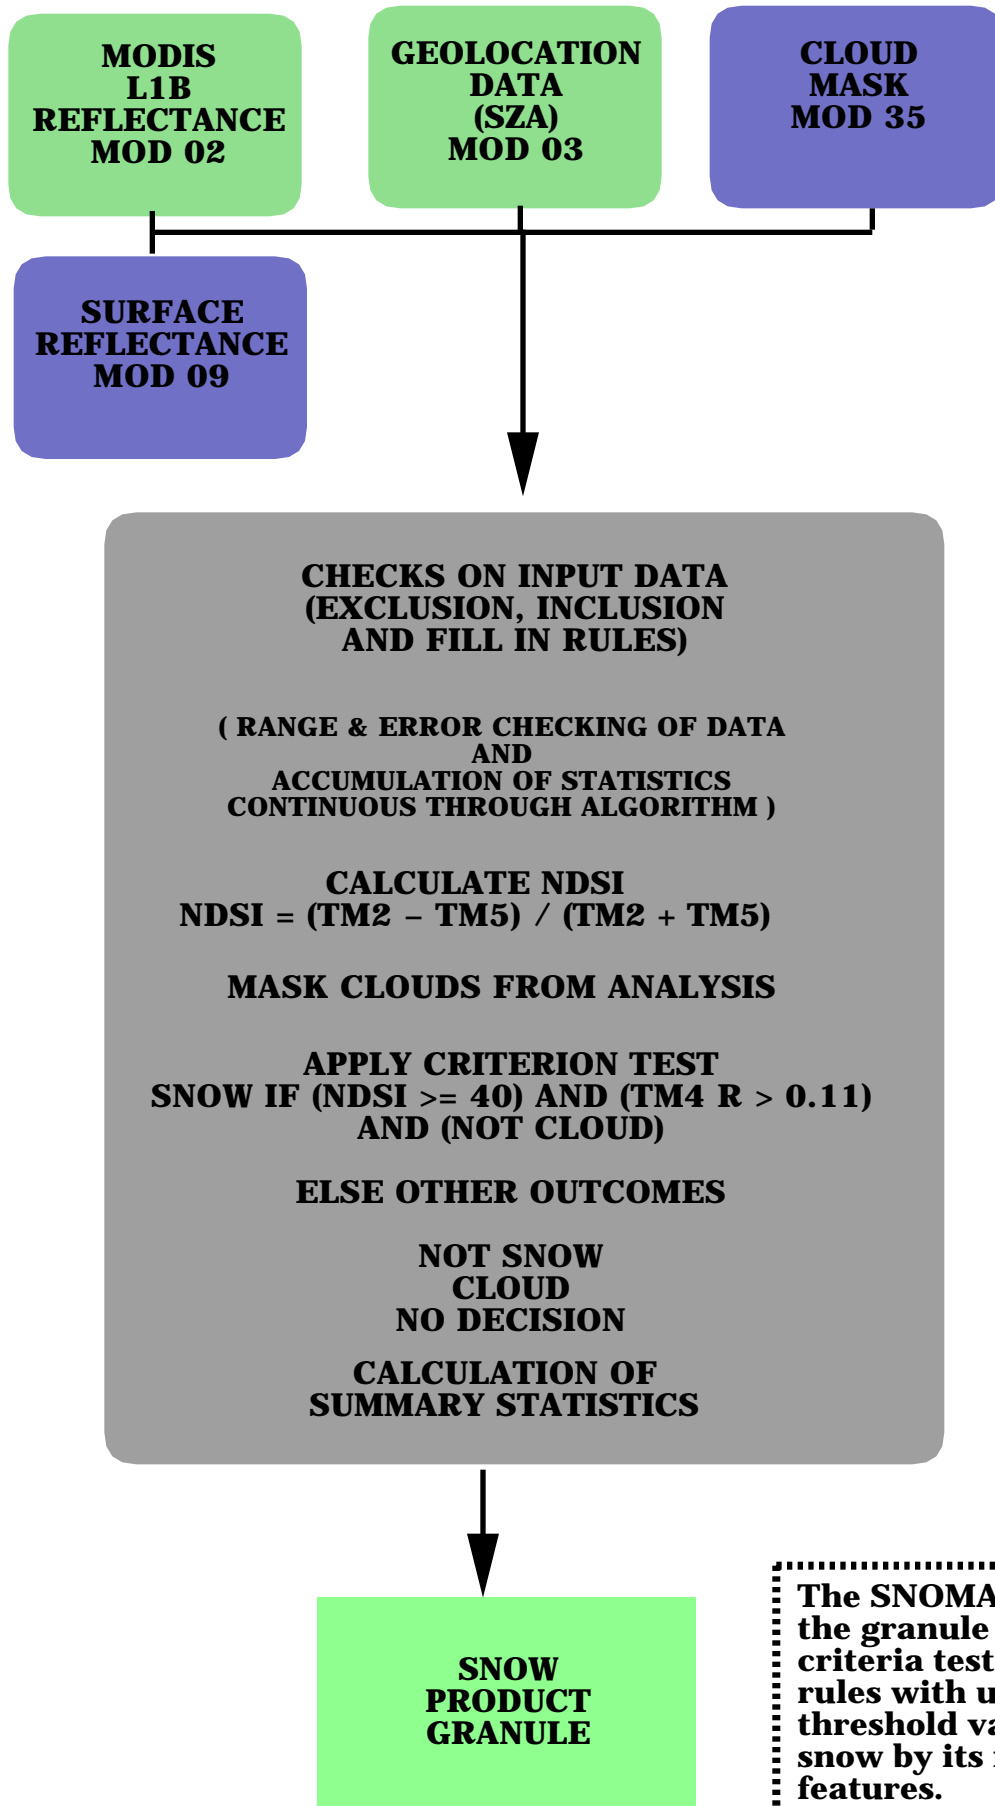 MODIS
L1B
REFLECTANCE
MOD 02
GEOLOCATION
DATA
(SZA)
MOD 03
CLOUD
MASK
MOD 35
SURFACE
REFLECTANCE
MOD 09
CHECKS ON INPUT DATA
(EXCLUSION, INCLUSION
AND FILL IN RULES)
( RANGE & ERROR CHECKING OF DATA
AND
ACCUMULATION OF STATISTICS
CONTINUOUS THROUGH ALGORITHM )
CALCULATE NDSI
NDSI = (TM2 – TM5) / (TM2 + TM5)
MASK CLOUDS FROM ANALYSIS
APPLY CRITERION TEST
SNOW IF (NDSI >= 40) AND (TM4 R > 0.11)
AND (NOT CLOUD)
ELSE OTHER OUTCOMES
NOT SNOW
CLOUD
NO DECISION
CALCULATION OF
SUMMARY STATISTICS
SNOW
PRODUCT
GRANULE
The
the granule
criteria test
rules with
threshold
snow by its
features.